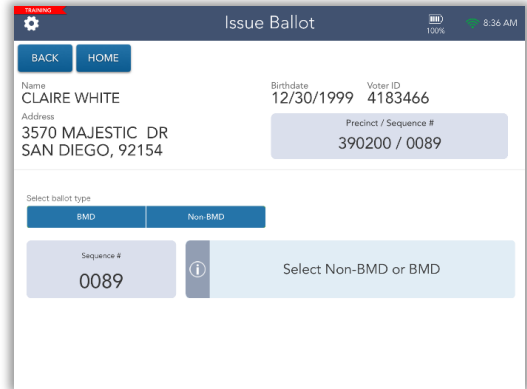 TRAINING
Issue Ballot
100%
8:36 AM
BACK HOME
Name
CLAIRE WHITE
Birthdate
12/30/1999
Voter ID
4183466
Address
3570 MAJESTIC DR
SAN DIEGO, 92154
Precinct / Sequence #
390200 / 0089
Select ballot type
BMD Non-BMD
Sequence #
0089
Select Non-BMD or BMD